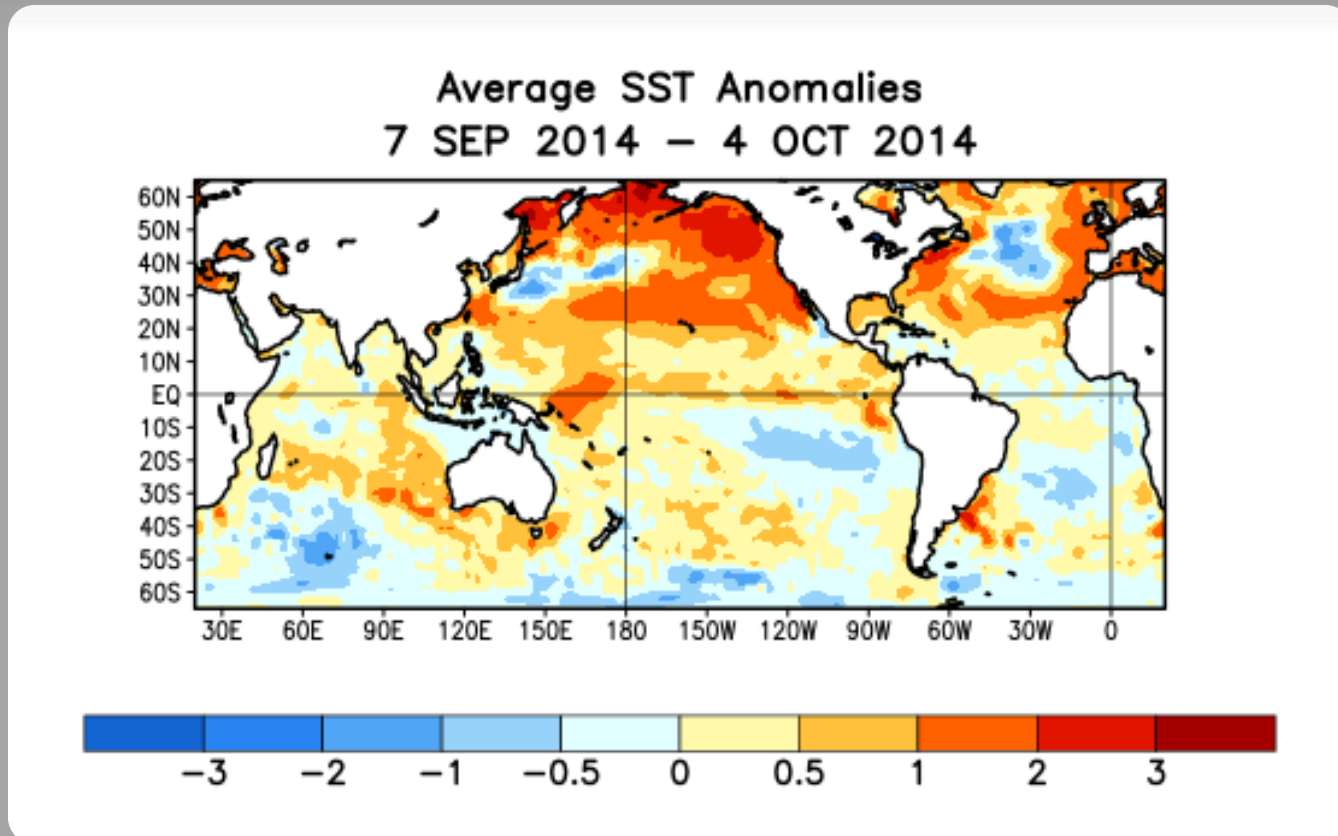 Average SST Anomalies
7 SEP 2014 – 4 OCT 2014
60N
50N
40N
30N
20N
10N
EQ
10S
20S
30S
40S
50S
60S
30E 60E 90E 120E 150E 180 150W 120W 90W 60W 30W 0
−3 −2 −1 −0.5 0 0.5 1 2 3